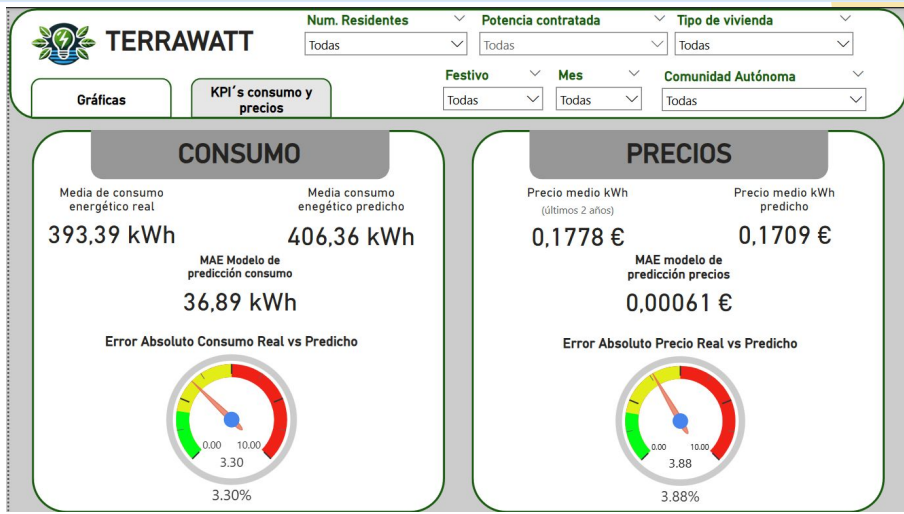 TERRAWATT
Num. Residentes
Todas
Potencia contratada
Todas
Tipo de vivienda
Todas
Gráficas
KPI´s consumo y
precios
Festivo
Todas
Mes
Todas
Comunidad Autónoma
Todas
CONSUMO
Media de consumo
energético real
393,39 kWh
Media consumo
enegético predicho
406,36 kWh
MAE Modelo de
predicción consumo
36,89 kWh
Error Absoluto Consumo Real vs Predicho
0.00 10.00
3.30
3.30%
PRECIOS
Precio medio kWh
(últimos 2 años)
0,1778 €
Precio medio kWh
predicho
0,1709 €
MAE modelo de
predicción precios
0,00061 €
Error Absoluto Precio Real vs Predicho
0.00 10.00
3.88
3.88%